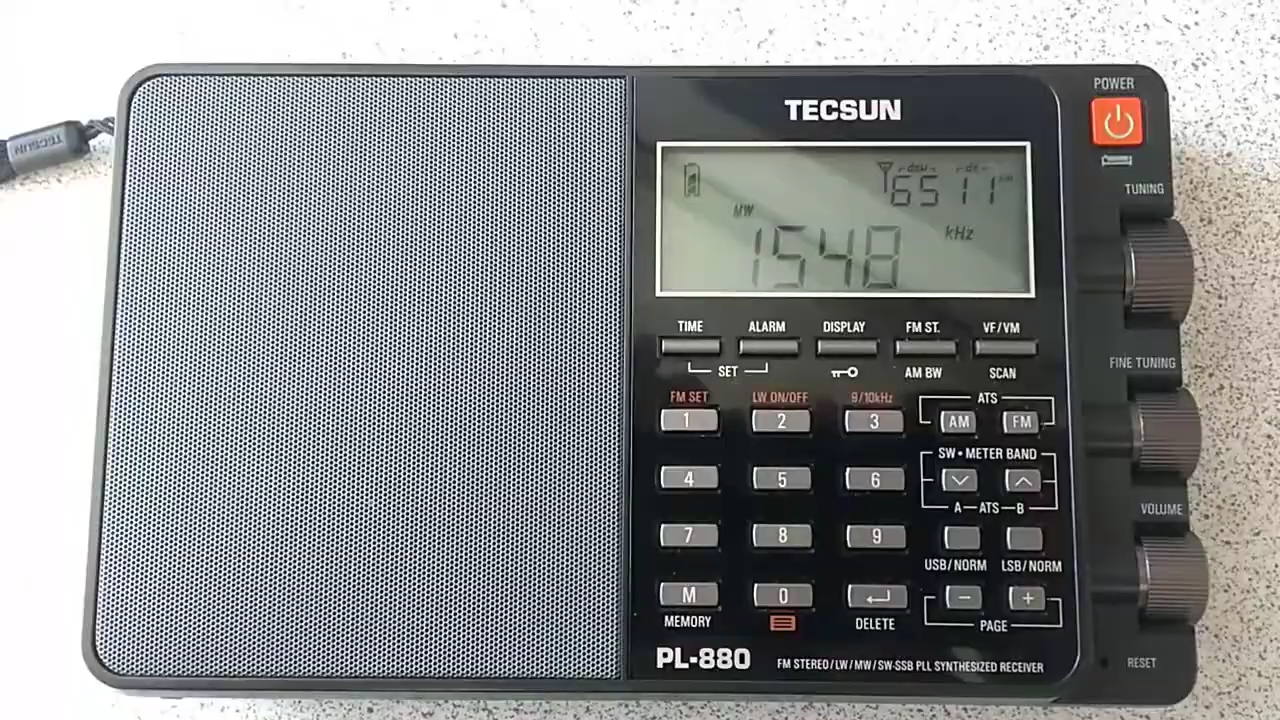 TECSUN
POWER
TECSUN
MW
6511
1548
kHz
TUNING
TIME
ALARM
DISPLAY
FM ST.
VF/VM
SET
AM BW
SCAN
FINE TUNING
FM SET
LW ON/OFF
9/10kHz
ATS
1
2
3
AM
FM
SW•METER BAND
4
5
6
A—ATS—B
VOLUME
7
8
9
USB/NORM
LSB/NORM
M
0
−
+
MEMORY
DELETE
PAGE
PL-880
FM STEREO/LW/MW/SW-SSB PLL SYNTHESIZED RECEIVER
RESET